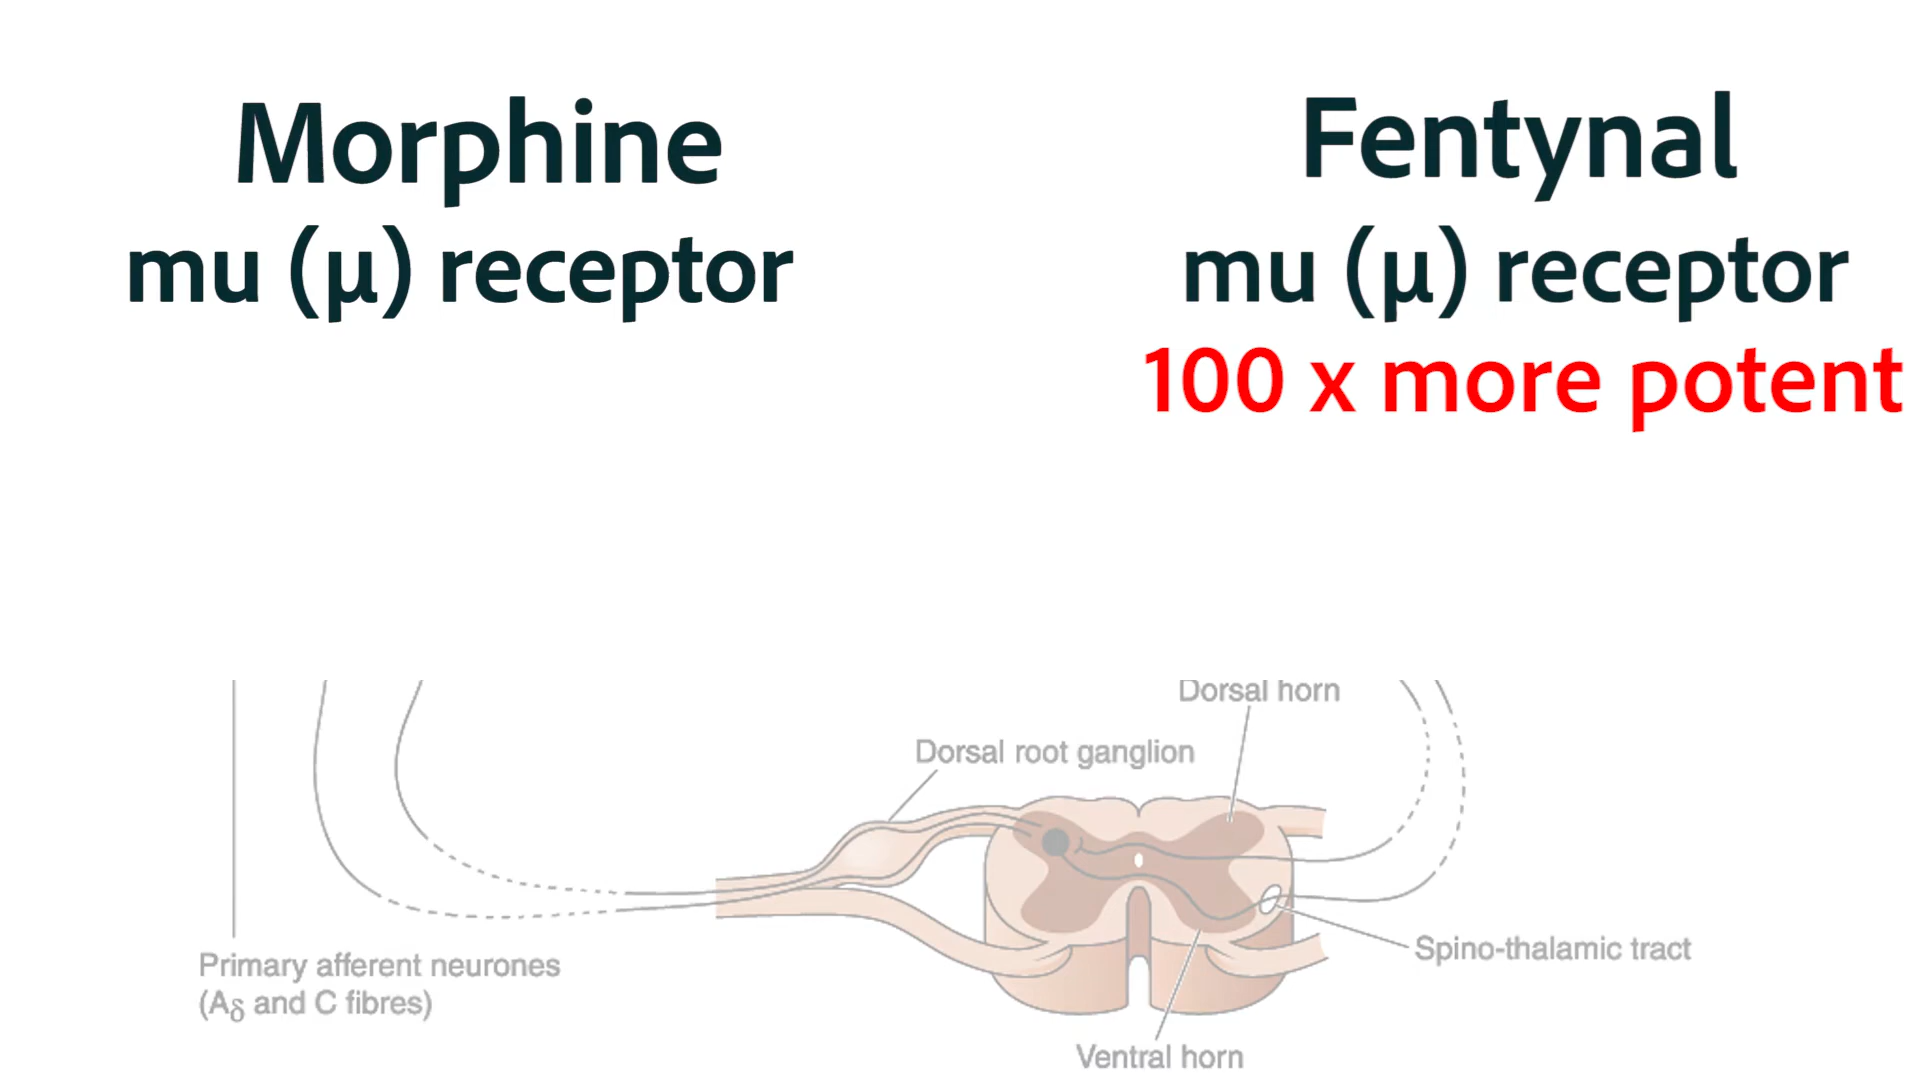 Morphine
mu (µ) receptor
Fentynal
mu (µ) receptor
100 x more potent
Dorsal horn
Dorsal root ganglion
Primary afferent neurones
(Aδ and C fibres)
Spino-thalamic tract
Ventral horn